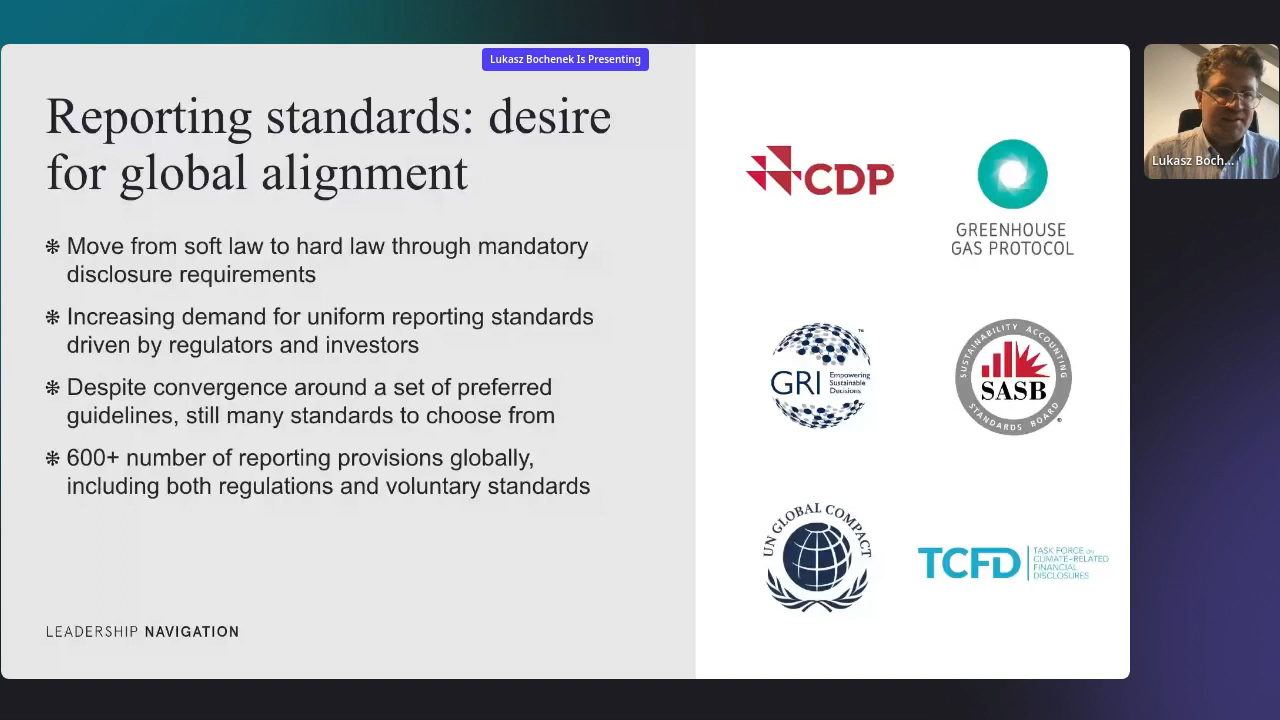 Lukasz Bochenek Is Presenting
Reporting standards: desire
for global alignment
❇ Move from soft law to hard law through mandatory
disclosure requirements
❇ Increasing demand for uniform reporting standards
driven by regulators and investors
❇ Despite convergence around a set of preferred
guidelines, still many standards to choose from
❇ 600+ number of reporting provisions globally,
including both regulations and voluntary standards
LEADERSHIP NAVIGATION
CDP
GREENHOUSE
GAS PROTOCOL
GRI
Empowering
Sustainable
Decisions
™
SUSTAINABILITY ACCOUNTING
SASB
STANDARDS BOARD
®
UN GLOBAL COMPACT
TCFD
TASK FORCE ON
CLIMATE-RELATED
FINANCIAL
DISCLOSURES
Lukasz Boch...